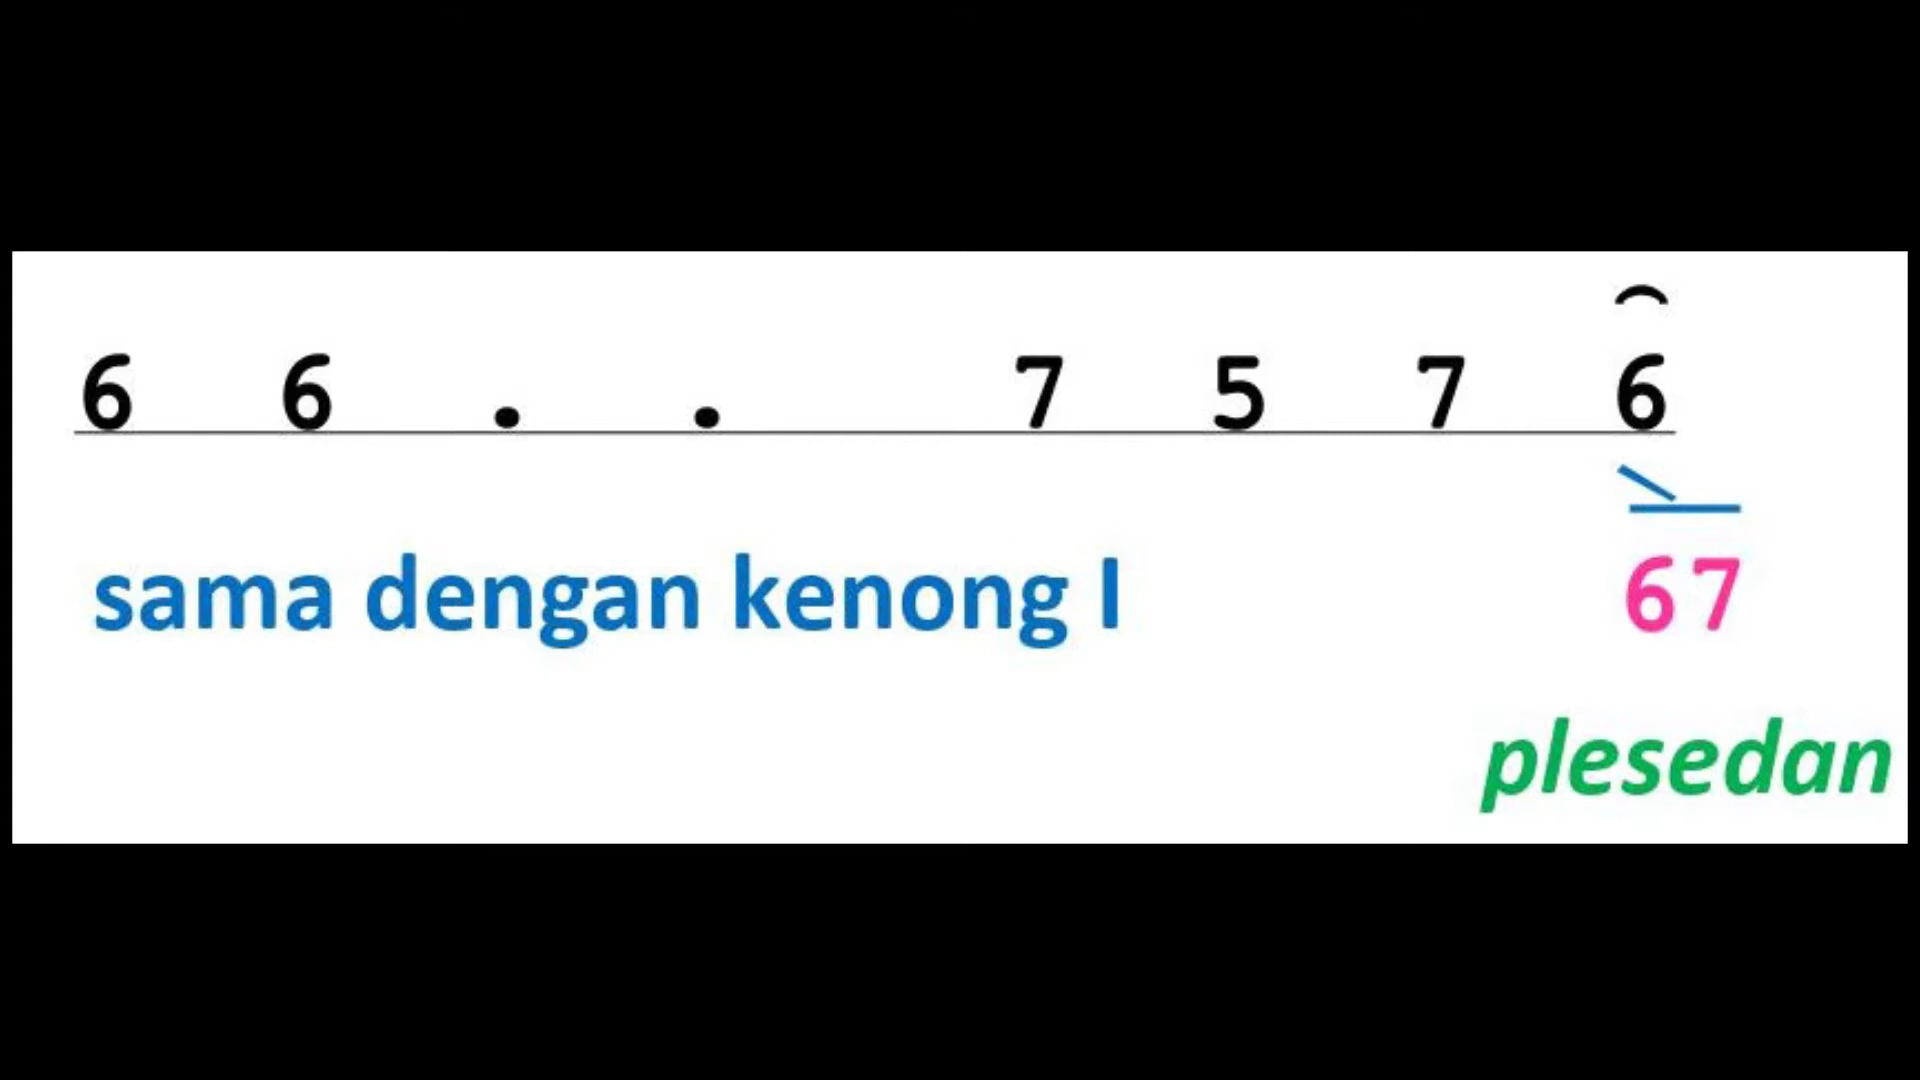 6 6 . . 7 5 7 6
sama dengan kenong I 67
plesedan